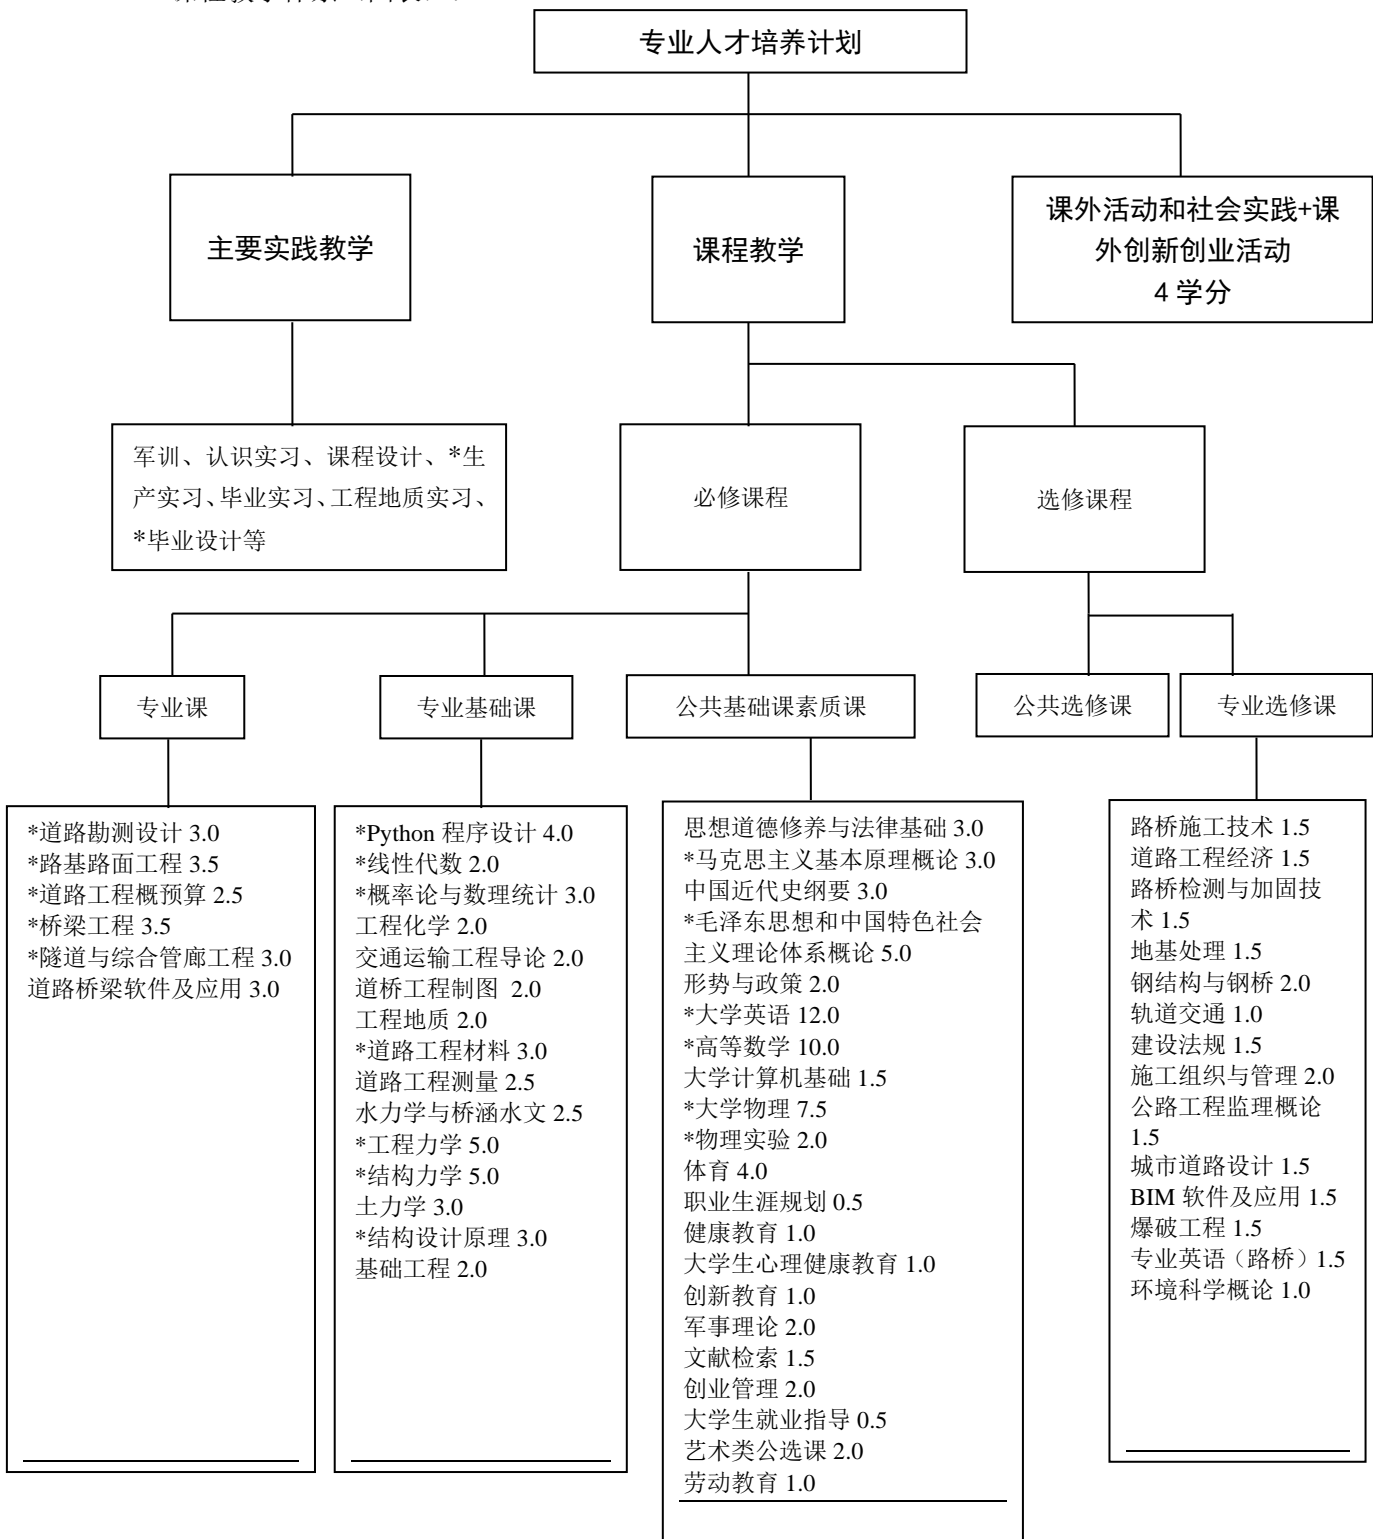 专业人才培养计划
主要实践教学
课程教学
课外活动和社会实践+课
外创新创业活动
4 学分
军训、认识实习、课程设计、*生
产实习、毕业实习、工程地质实习、
*毕业设计等
必修课程
选修课程
专业课
专业基础课
公共基础课素质课
公共选修课
专业选修课
*道路勘测设计 3.0
*路基路面工程 3.5
*道路工程概预算 2.5
*桥梁工程 3.5
*隧道与综合管廊工程 3.0
道路桥梁软件及应用 3.0
*Python 程序设计 4.0
*线性代数 2.0
*概率论与数理统计 3.0
工程化学 2.0
交通运输工程导论 2.0
道桥工程制图 2.0
工程地质 2.0
*道路工程材料 3.0
道路工程测量 2.5
水力学与桥涵水文 2.5
*工程力学 5.0
*结构力学 5.0
土力学 3.0
*结构设计原理 3.0
基础工程 2.0
思想道德修养与法律基础 3.0
*马克思主义基本原理概论 3.0
中国近代史纲要 3.0
*毛泽东思想和中国特色社会
主义理论体系概论 5.0
形势与政策 2.0
*大学英语 12.0
*高等数学 10.0
大学计算机基础 1.5
*大学物理 7.5
*物理实验 2.0
体育 4.0
职业生涯规划 0.5
健康教育 1.0
大学生心理健康教育 1.0
创新教育 1.0
军事理论 2.0
文献检索 1.5
创业管理 2.0
大学生就业指导 0.5
艺术类公选课 2.0
劳动教育 1.0
路桥施工技术 1.5
道路工程经济 1.5
路桥检测与加固技
术 1.5
地基处理 1.5
钢结构与钢桥 2.0
轨道交通 1.0
建设法规 1.5
施工组织与管理 2.0
公路工程监理概论
1.5
城市道路设计 1.5
BIM 软件及应用 1.5
爆破工程 1.5
专业英语（路桥）1.5
环境科学概论 1.0